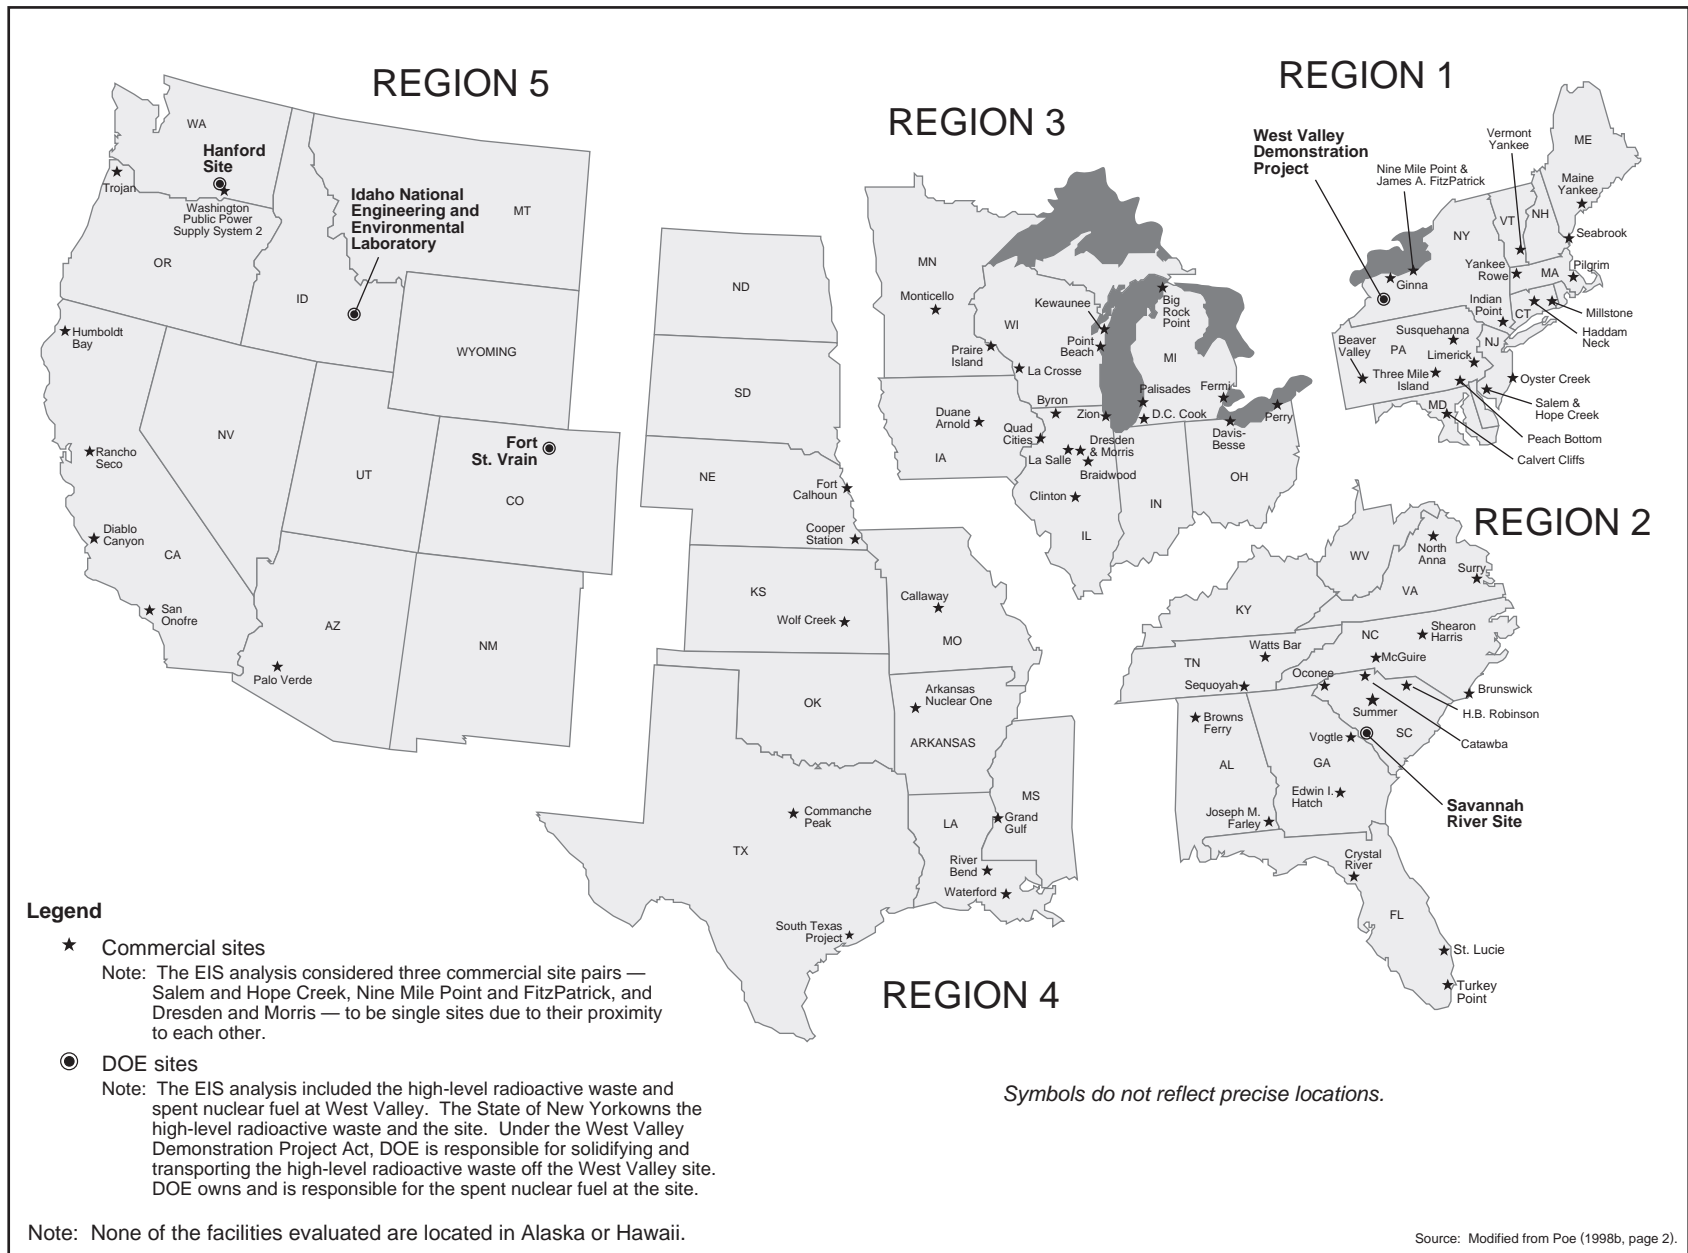 REGION 5
WA
Hanford
Site
Trojan
Washington
Public Power
Supply System 2
Idaho National
Engineering and
Environmental
Laboratory
MT
OR
ID
WYOMING
Humboldt
Bay
NV
Rancho
Seco
UT
Fort
St. Vrain
CO
Diablo
Canyon
CA
San
Onofre
AZ
NM
Palo Verde
REGION 3
MN
Monticello
Kewaunee
Big
Rock
Point
WI
Point
Beach
Praire
Island
La Crosse
MI
Palisades
Fermi
Byron
Zion
D.C. Cook
Perry
Duane
Arnold
Quad
Cities
Davis-
Besse
Dresden
& Morris
La Salle
Braidwood
IA
OH
Clinton
IN
IL
REGION 1
West Valley
Demonstration
Project
Vermont
Yankee
Nine Mile Point &
James A. FitzPatrick
ME
Maine
Yankee
VT
NH
NY
Seabrook
Yankee
Rowe
MA
Pilgrim
Ginna
Indian
Point
CT
Millstone
Haddam
Neck
Susquehanna
Beaver
Valley
PA
NJ
Limerick
Three Mile
Island
Oyster Creek
MD
Salem &
Hope Creek
Peach Bottom
Calvert Cliffs
REGION 2
WV
North
Anna
Surry
VA
KY
NC
Shearon
Harris
Watts Bar
McGuire
TN
Oconee
Sequoyah
Brunswick
Summer
H.B. Robinson
Browns
Ferry
Vogtle
SC
Catawba
AL
GA
Edwin I.
Hatch
Savannah
River Site
Joseph M.
Farley
Crystal
River
FL
St. Lucie
Turkey
Point
ND
SD
NE
Fort
Calhoun
Cooper
Station
KS
Wolf Creek
Callaway
MO
OK
Arkansas
Nuclear One
ARKANSAS
MS
Commanche
Peak
LA
Grand
Gulf
TX
River
Bend
Waterford
South Texas
Project
REGION 4
Legend
Commercial sites
Note: The EIS analysis considered three commercial site pairs —
Salem and Hope Creek, Nine Mile Point and FitzPatrick, and
Dresden and Morris — to be single sites due to their proximity
to each other.
DOE sites
Note: The EIS analysis included the high-level radioactive waste and
spent nuclear fuel at West Valley. The State of New Yorkowns the
high-level radioactive waste and the site. Under the West Valley
Demonstration Project Act, DOE is responsible for solidifying and
transporting the high-level radioactive waste off the West Valley site.
DOE owns and is responsible for the spent nuclear fuel at the site.
Symbols do not reflect precise locations.
Note: None of the facilities evaluated are located in Alaska or Hawaii.
Source: Modified from Poe (1998b, page 2).